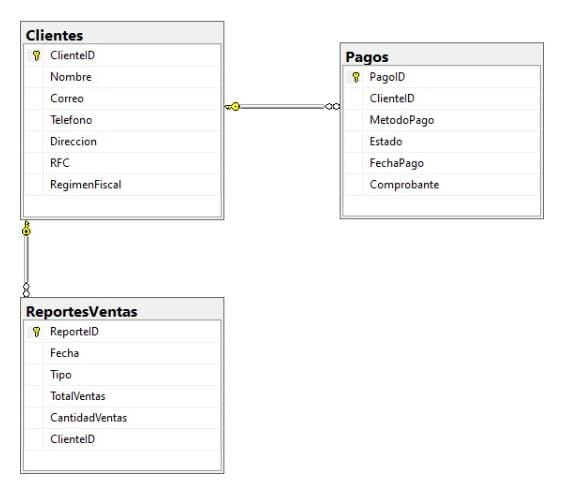 Clientes
ClienteID
Nombre
Correo
Telefono
Direccion
RFC
RegimenFiscal
Pagos
PagoID
ClienteID
MetodoPago
Estado
FechaPago
Comprobante
ReportesVentas
ReporteID
Fecha
Tipo
TotalVentas
CantidadVentas
ClienteID